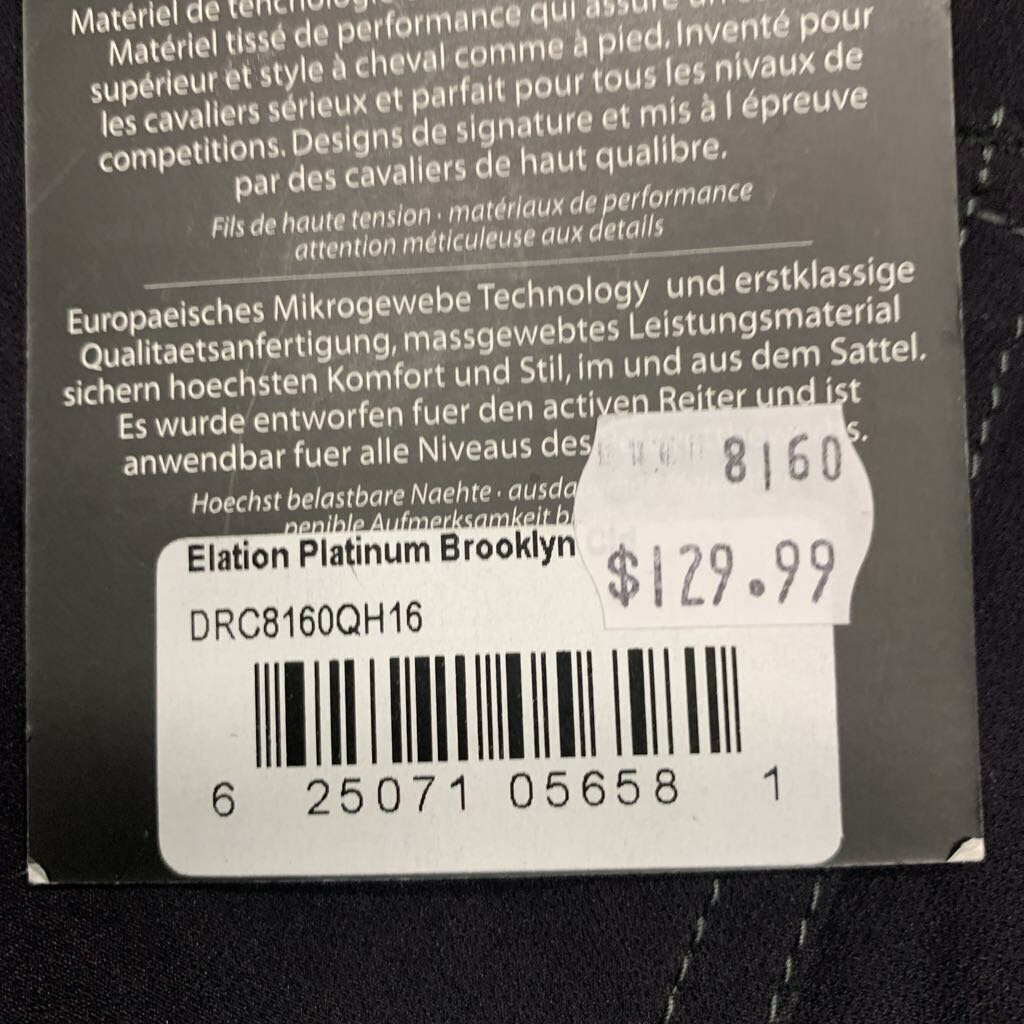 Matériel de
Matériel tissé de performance qui assure un
supérieur et style à cheval comme à pied. Inventé pour
les cavaliers sérieux et parfait pour tous les nivaux de
competitions. Designs de signature et mis à l épreuve
par des cavaliers de haut qualibre.
Fils de haute tension · matériaux de performance
attention méticuleuse aux details
Europaeisches Mikrogewebe Technology und erstklassige
Qualitaetsanfertigung, massgewebtes Leistungsmaterial
sichern hoechsten Komfort und Stil, im und aus dem Sattel.
Es wurde entworfen fuer den activen Reiter und ist
anwendbar fuer alle Niveaus des
Hoechst belastbare Naehte · ausda
penible Aufmerksamkeit b
8160
$129.99
Elation Platinum Brooklyn
DRC8160QH16
6 25071 05658 1